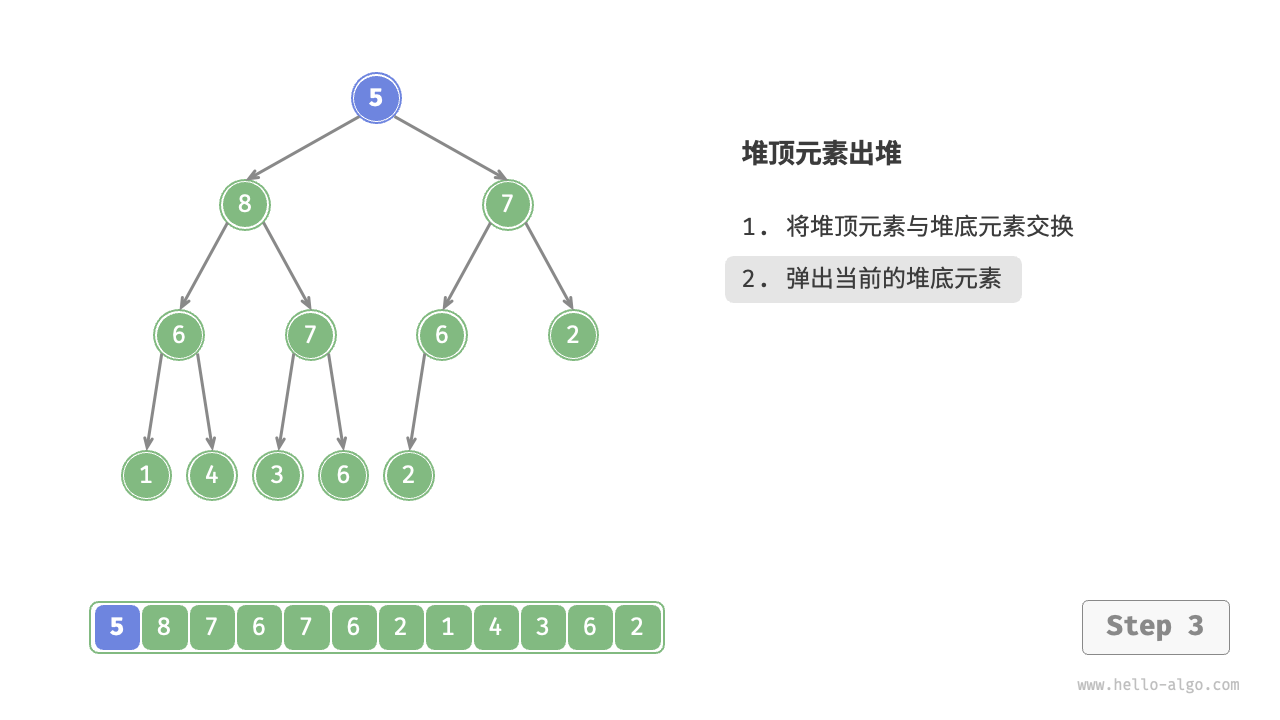 5
堆顶元素出堆
8 7
1. 将堆顶元素与堆底元素交换
2. 弹出当前的堆底元素
6 7 6 2
1 4 3 6 2
5 8 7 6 7 6 2 1 4 3 6 2
Step 3
www.hello-algo.com